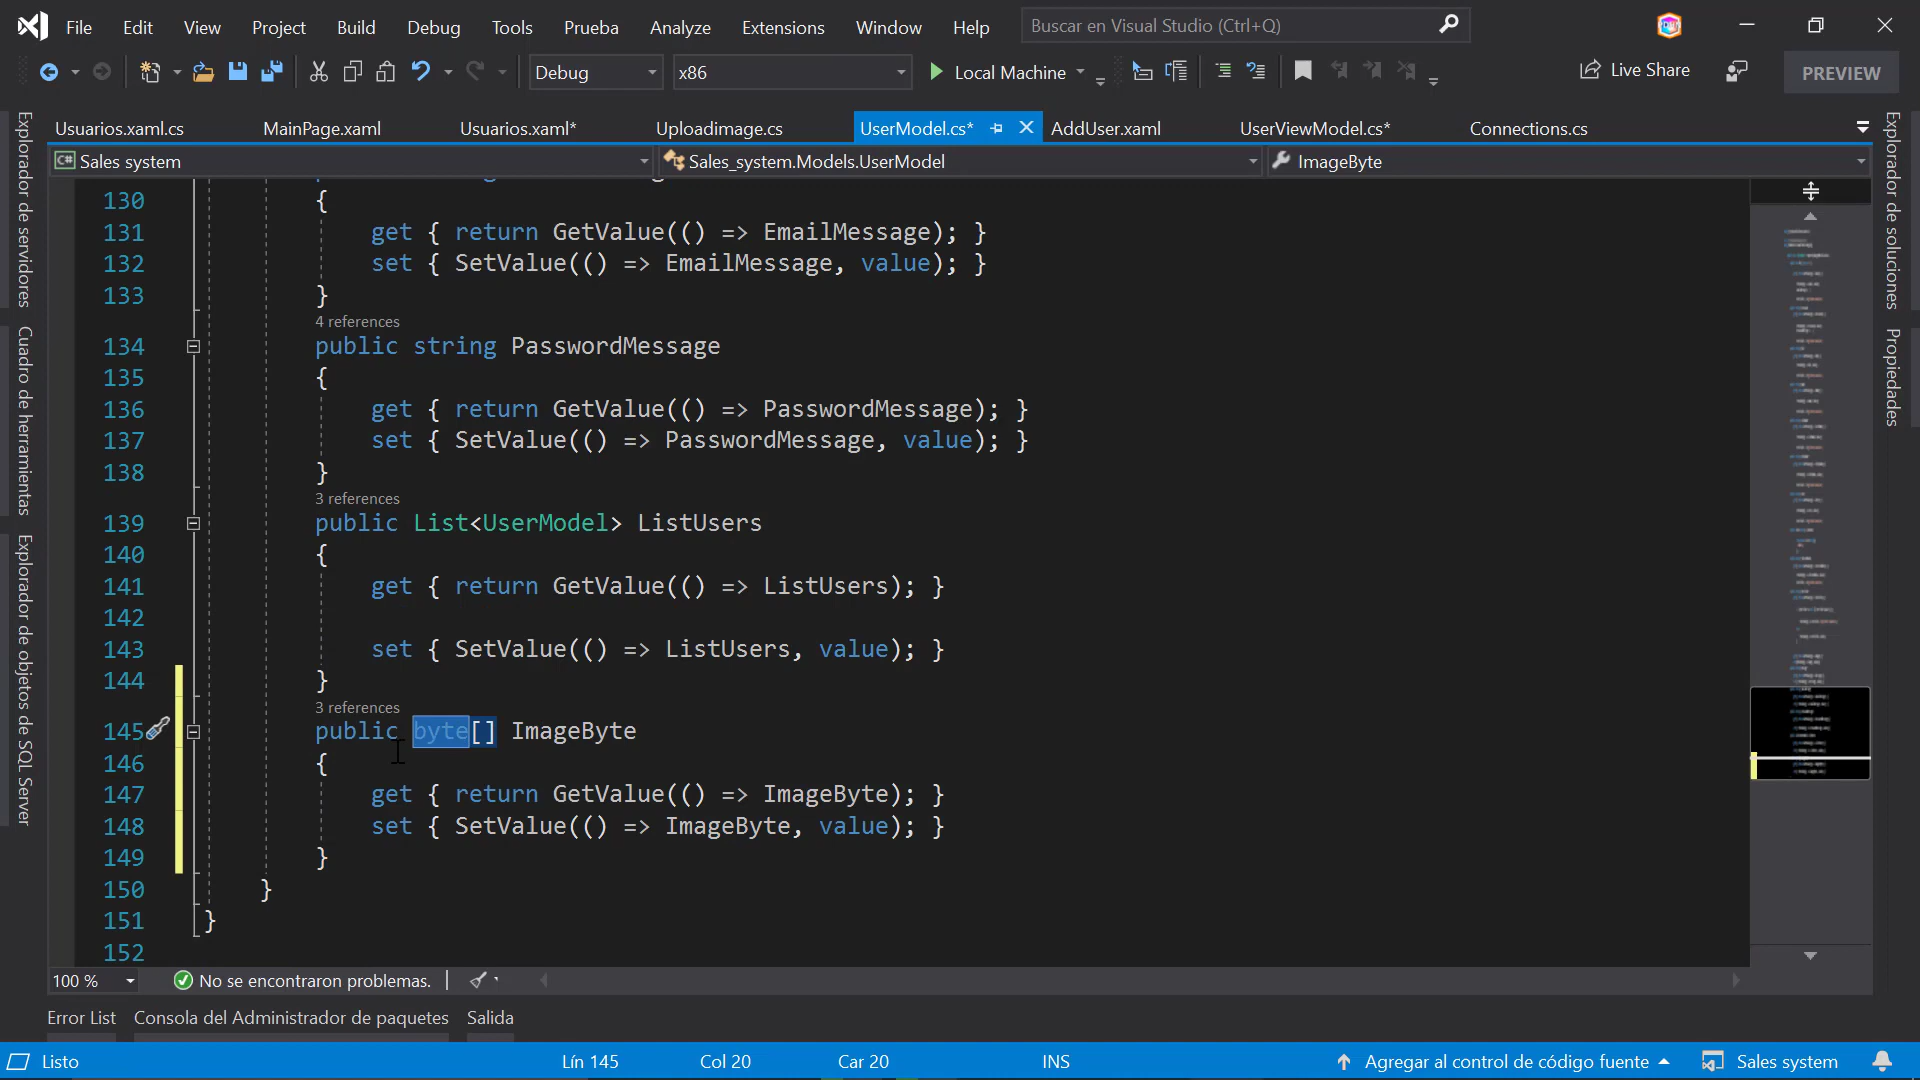 File Edit View Project Build Debug Tools Prueba Analyze Extensions Window Help Buscar en Visual Studio (Ctrl+Q)
Debug x86 Local Machine Live Share PREVIEW
Usuarios.xaml.cs MainPage.xaml Usuarios.xaml* Uploadimage.cs UserModel.cs* AddUser.xaml UserViewModel.cs* Connections.cs
C# Sales system Sales_system.Models.UserModel ImageByte
Explorador de servidores
Cuadro de herramientas
Explorador de objetos de SQL Server
130 {
131 get { return GetValue(() => EmailMessage); }
132 set { SetValue(() => EmailMessage, value); }
133 }
4 references
134 public string PasswordMessage
135 {
136 get { return GetValue(() => PasswordMessage); }
137 set { SetValue(() => PasswordMessage, value); }
138 }
3 references
139 public List<UserModel> ListUsers
140 {
141 get { return GetValue(() => ListUsers); }
142
143 set { SetValue(() => ListUsers, value); }
144 }
3 references
145 public byte[] ImageByte
146 {
147 get { return GetValue(() => ImageByte); }
148 set { SetValue(() => ImageByte, value); }
149 }
150 }
151 }
152
Explorador de soluciones
Propiedades
100 % No se encontraron problemas.
Error List Consola del Administrador de paquetes Salida
Listo Lín 145 Col 20 Car 20 INS Agregar al control de código fuente Sales system